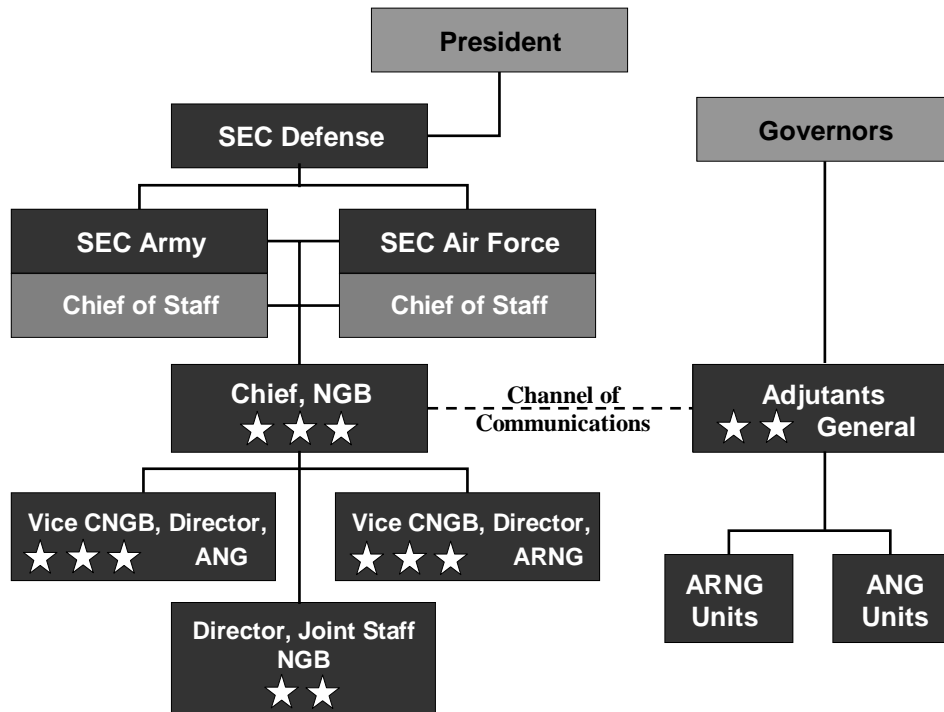 President
SEC Defense
Governors
SEC Army
SEC Air Force
Chief of Staff
Chief of Staff
Chief, NGB
Channel of
Communications
Adjutants
General
Vice CNGB, Director,
ANG
Vice CNGB, Director,
ARNG
ARNG
Units
ANG
Units
Director, Joint Staff
NGB